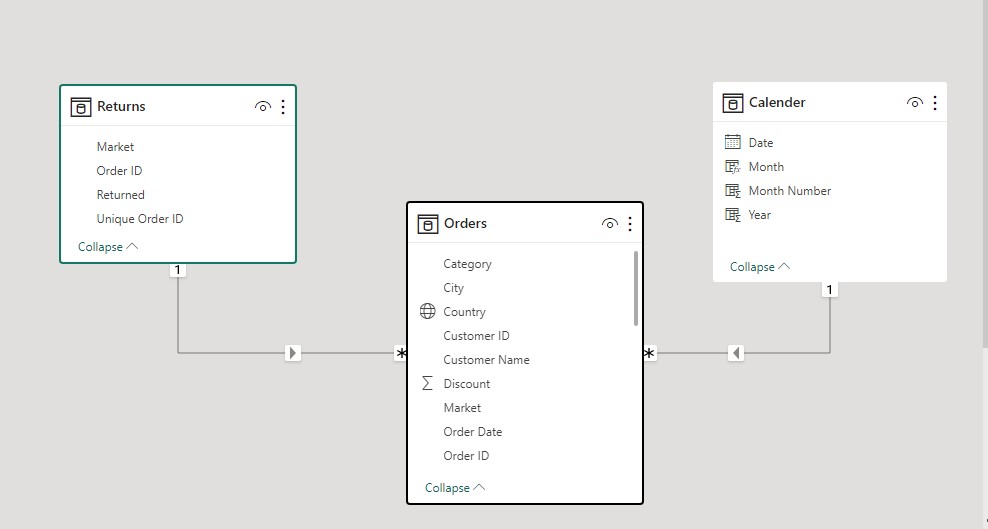 Returns
Market
Order ID
Returned
Unique Order ID
Collapse
1
Calender
Date
Month
Month Number
Year
Collapse
1
Orders
Category
City
Country
Customer ID
Customer Name
Discount
Market
Order Date
Order ID
Collapse
*
*